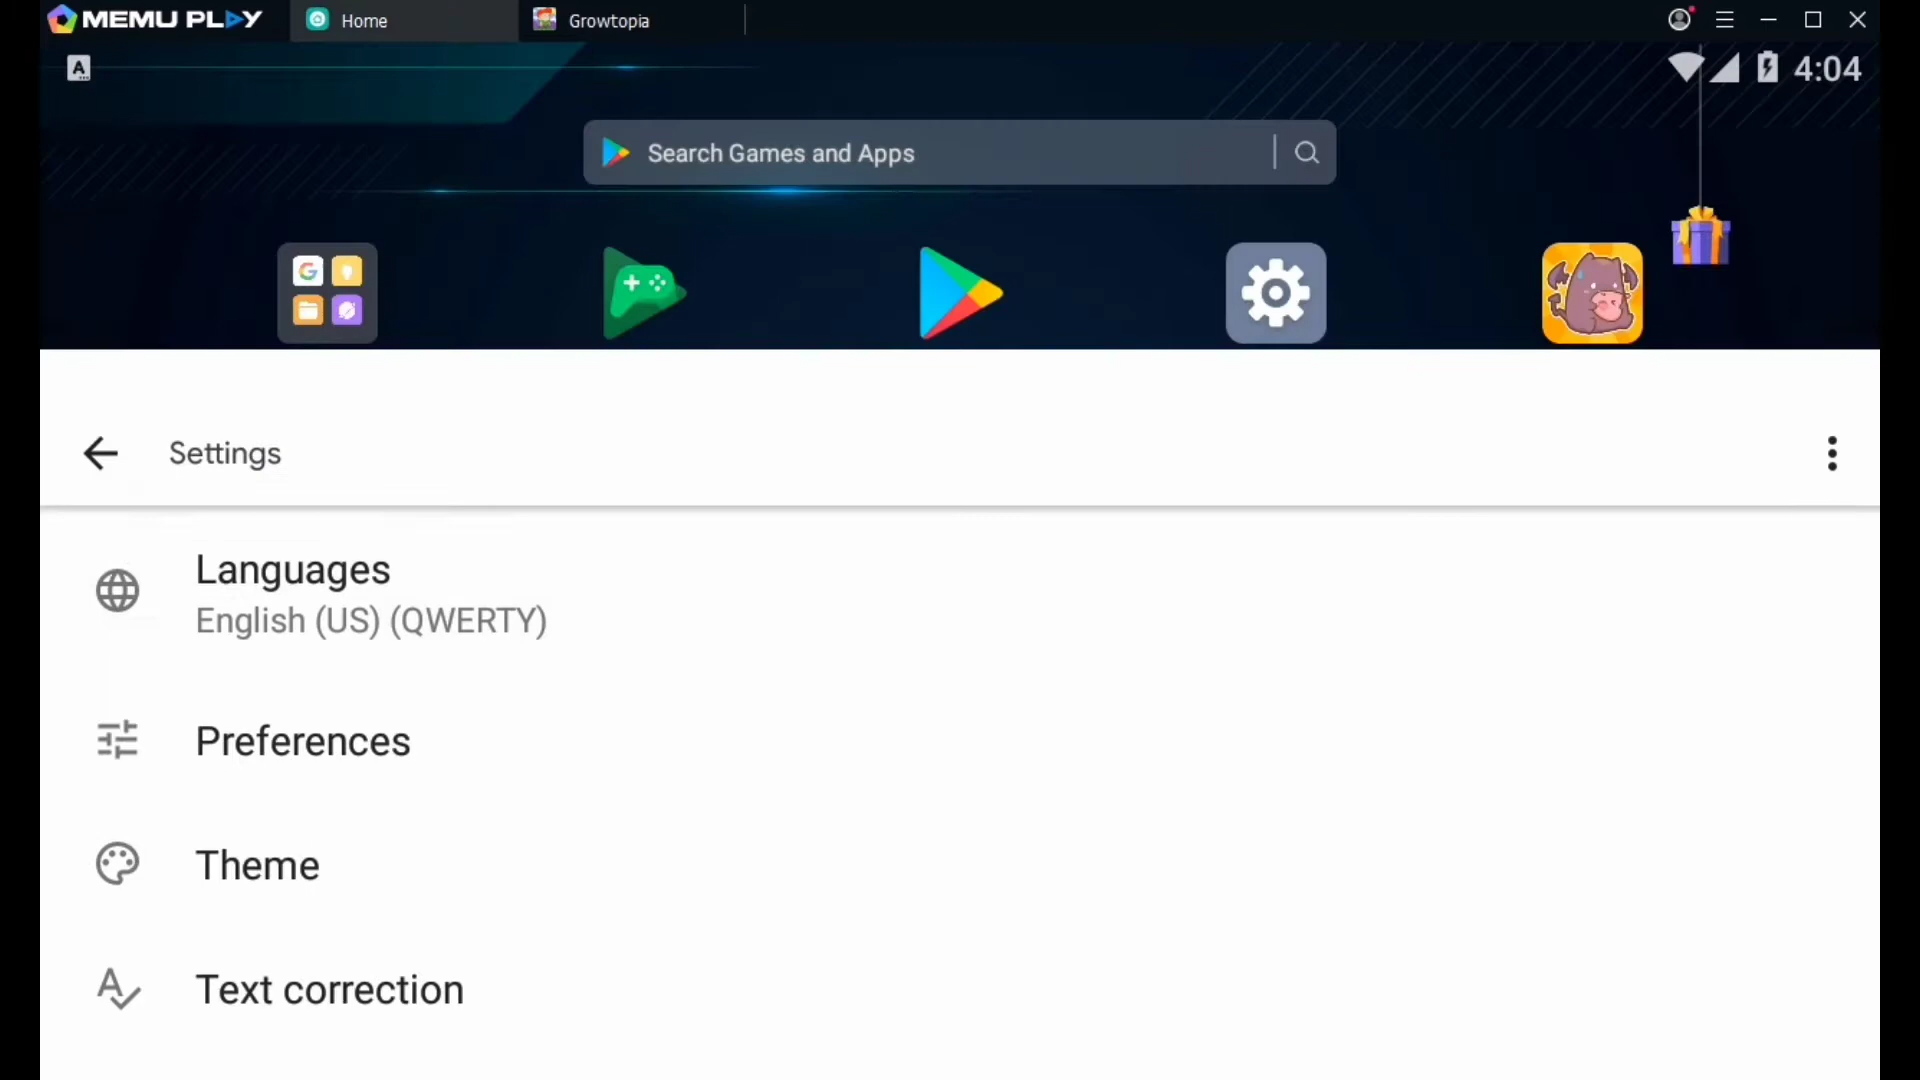 MEMU PLAY
Home
Growtopia
A
4:04
Search Games and Apps
G
Settings
Languages
English (US) (QWERTY)
Preferences
Theme
Text correction